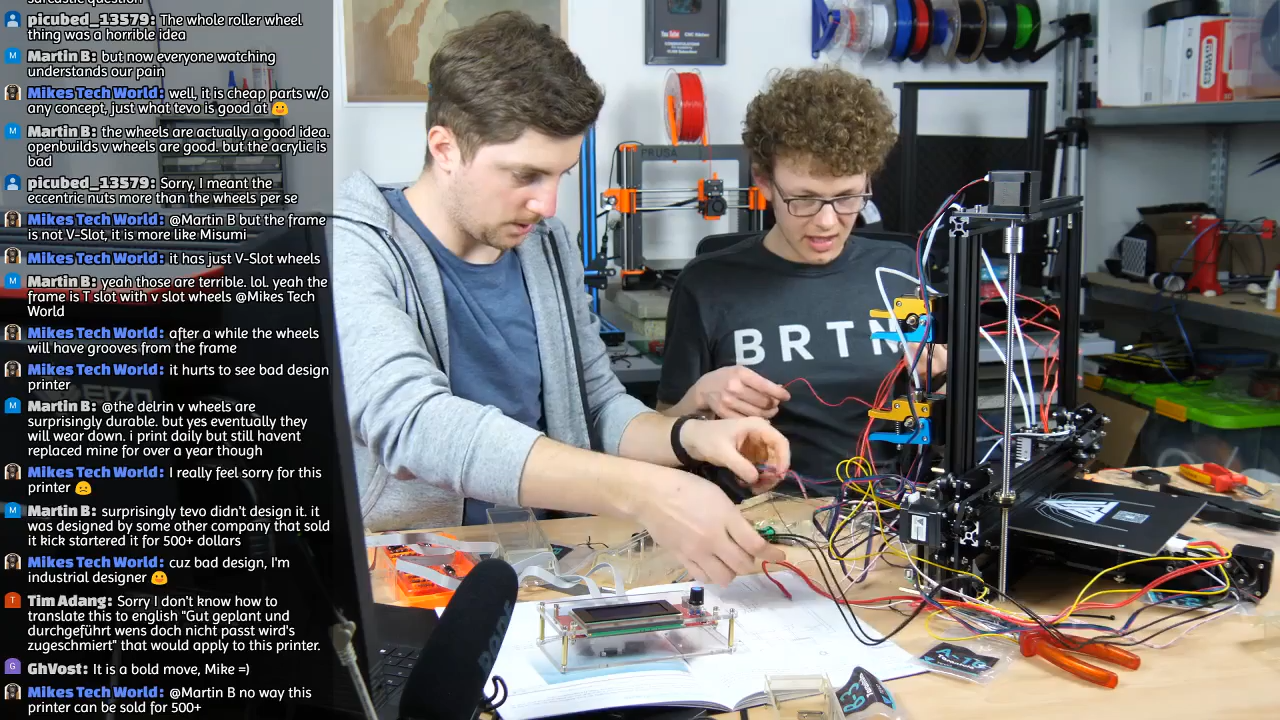 sarcastic question
picubed_13579: The whole roller wheel
thing was a horrible idea
Martin B: but now everyone watching
understands our pain
Mikes Tech World: well, it is cheap parts w/o
any concept, just what tevo is good at
Martin B: the wheels are actually a good idea.
openbuilds v wheels are good. but the acrylic is
bad
picubed_13579: Sorry, I meant the
eccentric nuts more than the wheels per se
Mikes Tech World: @Martin B but the frame
is not V-Slot it is more like Misumi
Mikes Tech World: it has just V-Slot wheels
Martin B: yeah those are terrible. lol. yeah the
frame is T slot with v slot wheels @Mikes Tech
World
Mikes Tech World: after a while the wheels
will have grooves from the frame
Mikes Tech World: it hurts to see bad design
printer
Martin B: @the delrin v wheels are
surprisingly durable. but yea eventually they
will wear down. i print daily but still havent
replaced mine for over a year though
Mikes Tech World: I really feel sorry for this
printer
Martin B: surprisingly tevo didn't design it. it
was designed by some other company that sold
it kick startered it for 500+ dollars
Mikes Tech World: cuz bad design, I'm
industrial designer
Tim Adang: Sorry I don't know how to
translate this to english "Gut geplant und
durchgeführt wens doch nicht passt wird's
geschmiert" that would apply to this printer.
GhVost: It is a bold move, Mike =)
Mikes Tech World: @Martin B no way this
printer can be sold for 500+
YouTube
PRUSA
BRTN